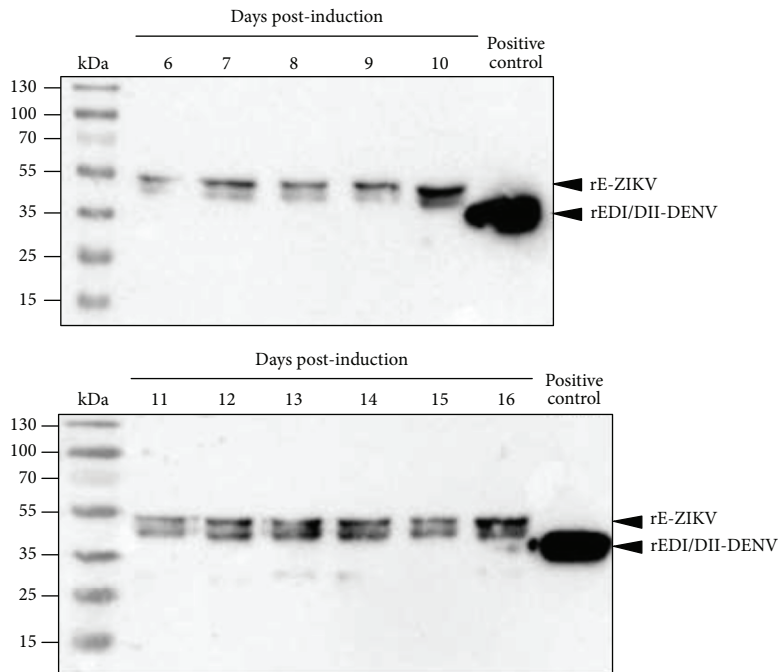 Days post-induction
kDa 6 7 8 9 10 Positive control
130
100
70
55
35
25
15
rE-ZIKV
rEDI/DII-DENV
Days post-induction
kDa 11 12 13 14 15 16 Positive control
130
100
70
55
35
25
15
rE-ZIKV
rEDI/DII-DENV